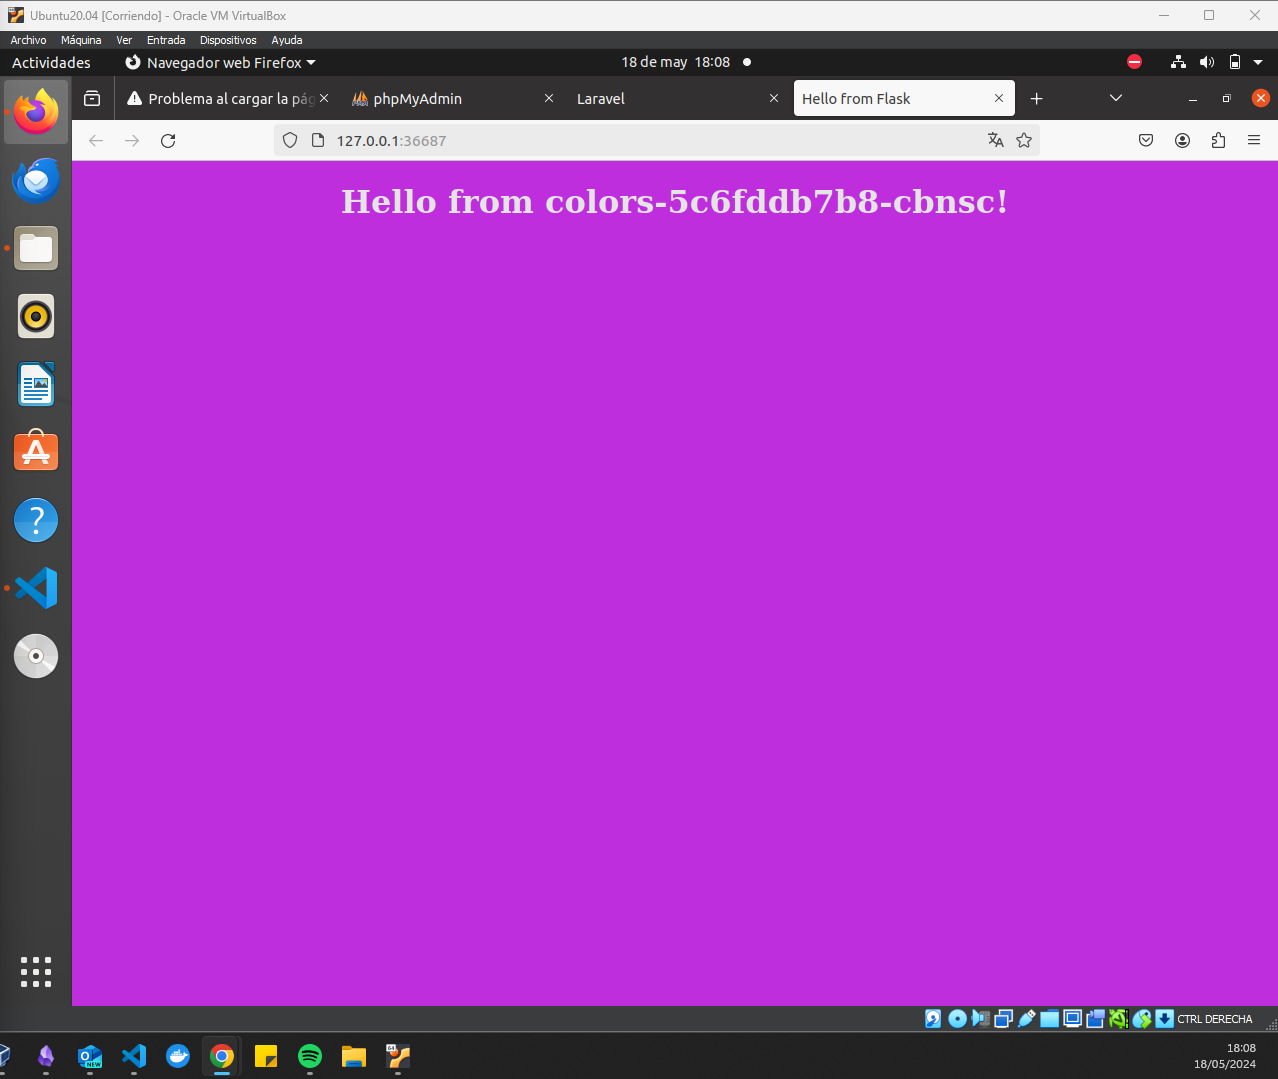 Ubuntu20.04 [Corriendo] - Oracle VM VirtualBox
Archivo Máquina Ver Entrada Dispositivos Ayuda
Actividades Navegador web Firefox 18 de may 18:08
Problema al cargar la pág phpMyAdmin Laravel Hello from Flask
127.0.0.1:36687
Hello from colors-5c6fddb7b8-cbnsc!
CTRL DERECHA
18:08
18/05/2024